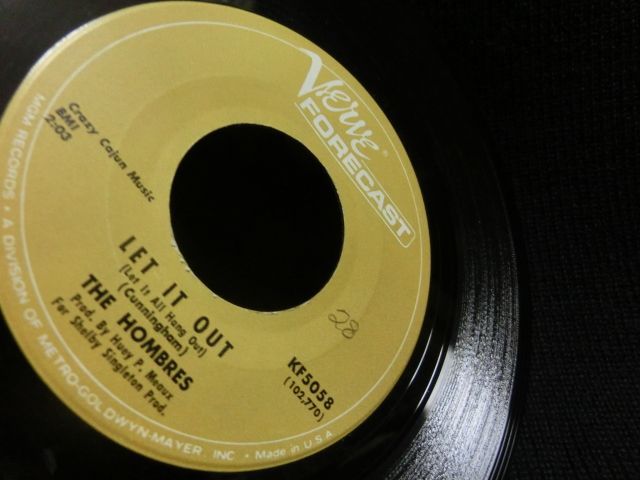 VERVE
FORECAST
Crazy Cajun Music
BMI
2:03
LET IT OUT
(Let It All Hang Out)
(Cunningham)
THE HOMBRES
Prod. By Huey P. Meaux
For Shelby Singleton Prod.
KF5058
(102,770)
28
MGM RECORDS • A DIVISION OF METRO-GOLDWYN-MAYER, INC • Made in U.S.A.